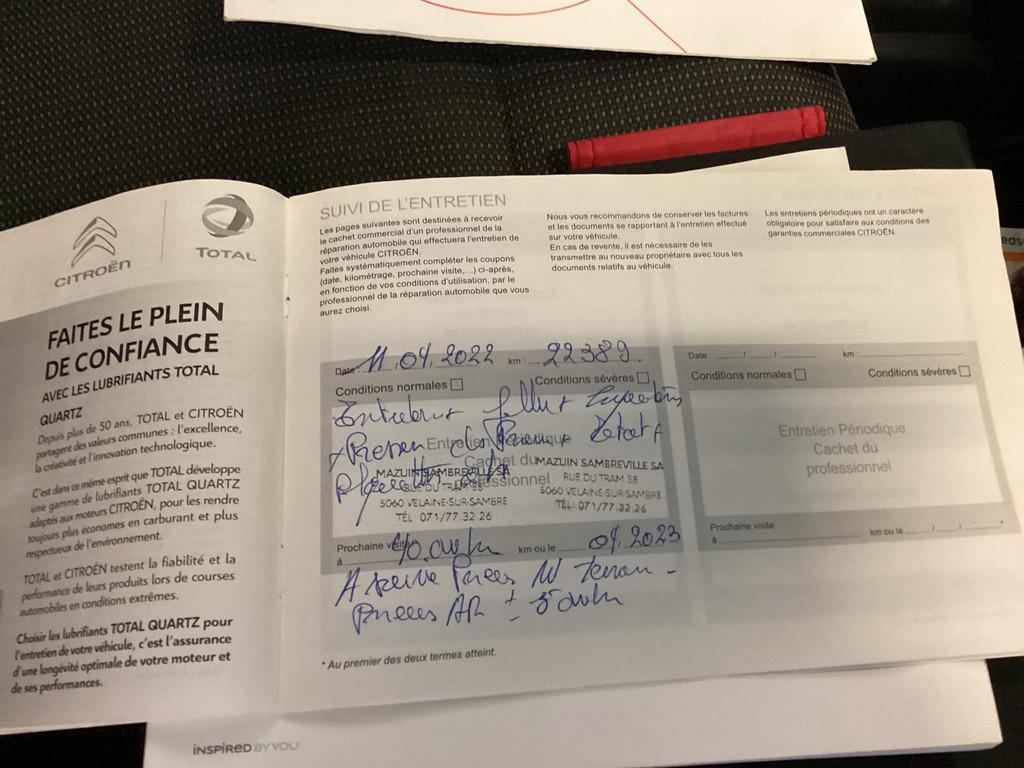 CITROËN
TOTAL
FAITES LE PLEIN
DE CONFIANCE
AVEC LES LUBRIFIANTS TOTAL
QUARTZ
Depuis plus de 50 ans, TOTAL et CITROËN
partagent des valeurs communes : l'excellence,
la créativité et l'innovation technologique.
C'est dans ce même esprit que TOTAL développe
une gamme de lubrifiants TOTAL QUARTZ
adaptés aux moteurs CITROËN, pour les rendre
toujours plus économes en carburant et plus
respectueux de l'environnement.
TOTAL et CITROËN testent la fiabilité et la
performance de leurs produits lors de courses
automobiles en conditions extrêmes.
Choisir les lubrifiants TOTAL QUARTZ pour
l'entretien de votre véhicule, c'est l'assurance
d'une longévité optimale de votre moteur et
de ses performances.
SUIVI DE L'ENTRETIEN
Les pages suivantes sont destinées à recevoir
le cachet commercial d'un professionnel de la
réparation automobile qui effectuera l'entretien de
votre véhicule CITROËN.
Faites systématiquement compléter les coupons
(date, kilométrage, prochaine visite,...) ci-après,
en fonction de vos conditions d'utilisation, par le
professionnel de la réparation automobile que vous
aurez choisi.
Nous vous recommandons de conserver les factures
et les documents se rapportant à l'entretien effectué
sur votre véhicule.
En cas de revente, il est nécessaire de les
transmettre au nouveau propriétaire avec tous les
documents relatifs au véhicule.
Les entretiens périodiques ont un caractère
obligatoire pour satisfaire aux conditions des
garanties commerciales CITROËN.
Date : 11.04.2022 km : 22389
Conditions normales Conditions sévères
Entretien Périodique
Cachet du
professionnel
MAZUIN SAMBREVILLE SA
RUE DU TRAM 38
5060 VELAINE-SUR-SAMBRE
TÉL: 071/77.32.26
MAZUIN SAMBREVILLE SA
RUE DU TRAM 38
5060 VELAINE-SUR-SAMBRE
TÉL: 071/77.32.26
Prochaine visite
à km ou le 04.2023
Pneus AR
* Au premier des deux termes atteint.
Date : / / km :
Conditions normales Conditions sévères
Entretien Périodique
Cachet du
professionnel
Prochaine visite
à km ou le / / *
INSPIRED BY YOU